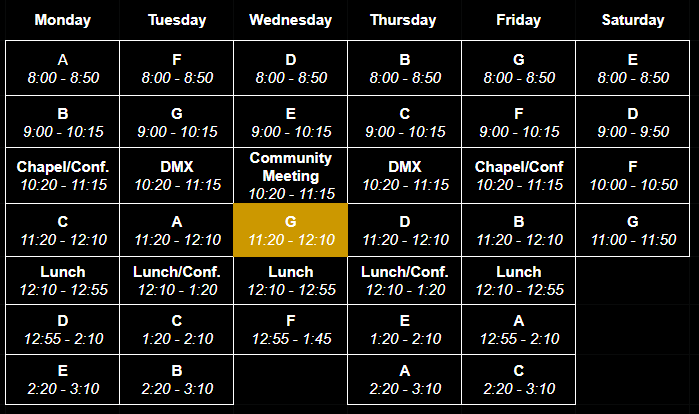 Monday Tuesday Wednesday Thursday Friday Saturday
A F D B G E
8:00 - 8:50 8:00 - 8:50 8:00 - 8:50 8:00 - 8:50 8:00 - 8:50 8:00 - 8:50
B G E C F D
9:00 - 10:15 9:00 - 10:15 9:00 - 10:15 9:00 - 10:15 9:00 - 10:15 9:00 - 9:50
Chapel/Conf. DMX Community Meeting DMX Chapel/Conf F
10:20 - 11:15 10:20 - 11:15 10:20 - 11:15 10:20 - 11:15 10:20 - 11:15 10:00 - 10:50
C A G D B G
11:20 - 12:10 11:20 - 12:10 11:20 - 12:10 11:20 - 12:10 11:20 - 12:10 11:00 - 11:50
Lunch Lunch/Conf. Lunch Lunch/Conf. Lunch
12:10 - 12:55 12:10 - 1:20 12:10 - 12:55 12:10 - 1:20 12:10 - 12:55
D C F E A
12:55 - 2:10 1:20 - 2:10 12:55 - 1:45 1:20 - 2:10 12:55 - 2:10
E B A C
2:20 - 3:10 2:20 - 3:10 2:20 - 3:10 2:20 - 3:10